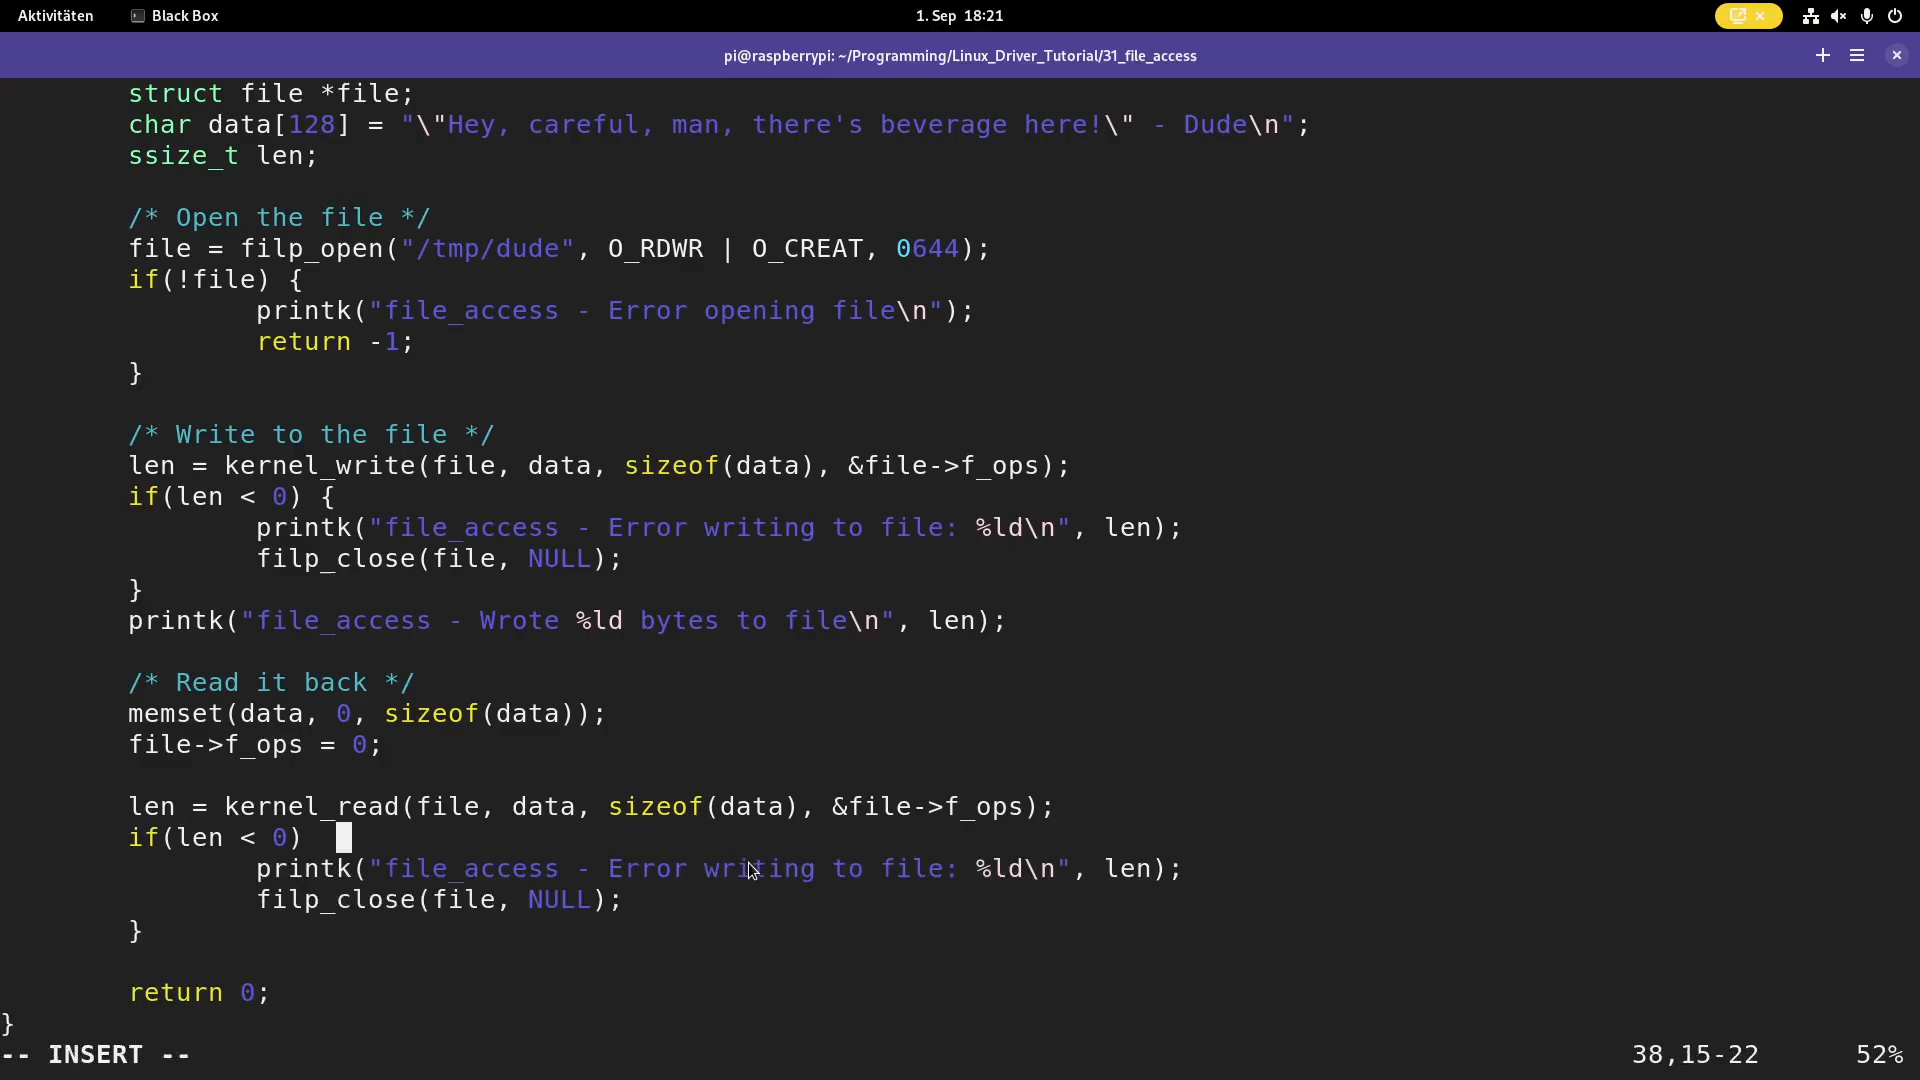 Aktivitäten Black Box 1. Sep 18:21
pi@raspberrypi: ~/Programming/Linux_Driver_Tutorial/31_file_access
struct file *file;
char data[128] = "\"Hey, careful, man, there's beverage here!\" - Dude\n";
ssize_t len;
/* Open the file */
file = filp_open("/tmp/dude", O_RDWR | O_CREAT, 0644);
if(!file) {
printk("file_access - Error opening file\n");
return -1;
}
/* Write to the file */
len = kernel_write(file, data, sizeof(data), &file->f_ops);
if(len < 0) {
printk("file_access - Error writing to file: %ld\n", len);
filp_close(file, NULL);
}
printk("file_access - Wrote %ld bytes to file\n", len);
/* Read it back */
memset(data, 0, sizeof(data));
file->f_ops = 0;
len = kernel_read(file, data, sizeof(data), &file->f_ops);
if(len < 0)
printk("file_access - Error writing to file: %ld\n", len);
filp_close(file, NULL);
}
return 0;
}
-- INSERT -- 38,15-22 52%